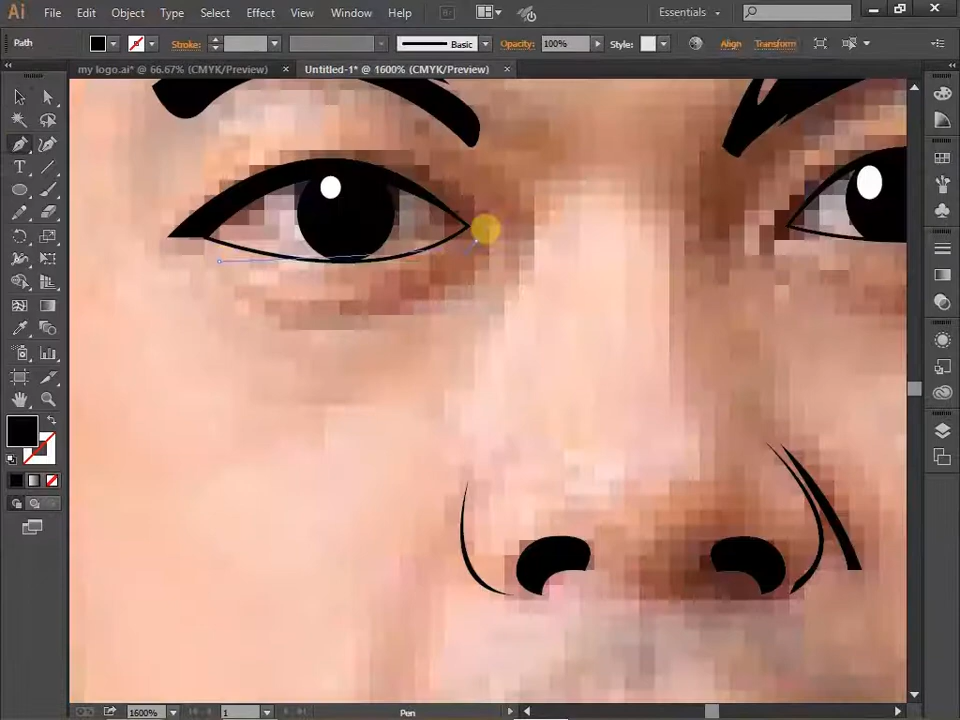 Ai File Edit Object Type Select Effect View Window Help Br Essentials
Path Stroke: Basic Opacity: 100% Style: Align Transform
my logo.ai* @ 66.67% (CMYK/Preview) × Untitled-1* @ 1600% (CMYK/Preview) ×
T
1600% 1 Pen